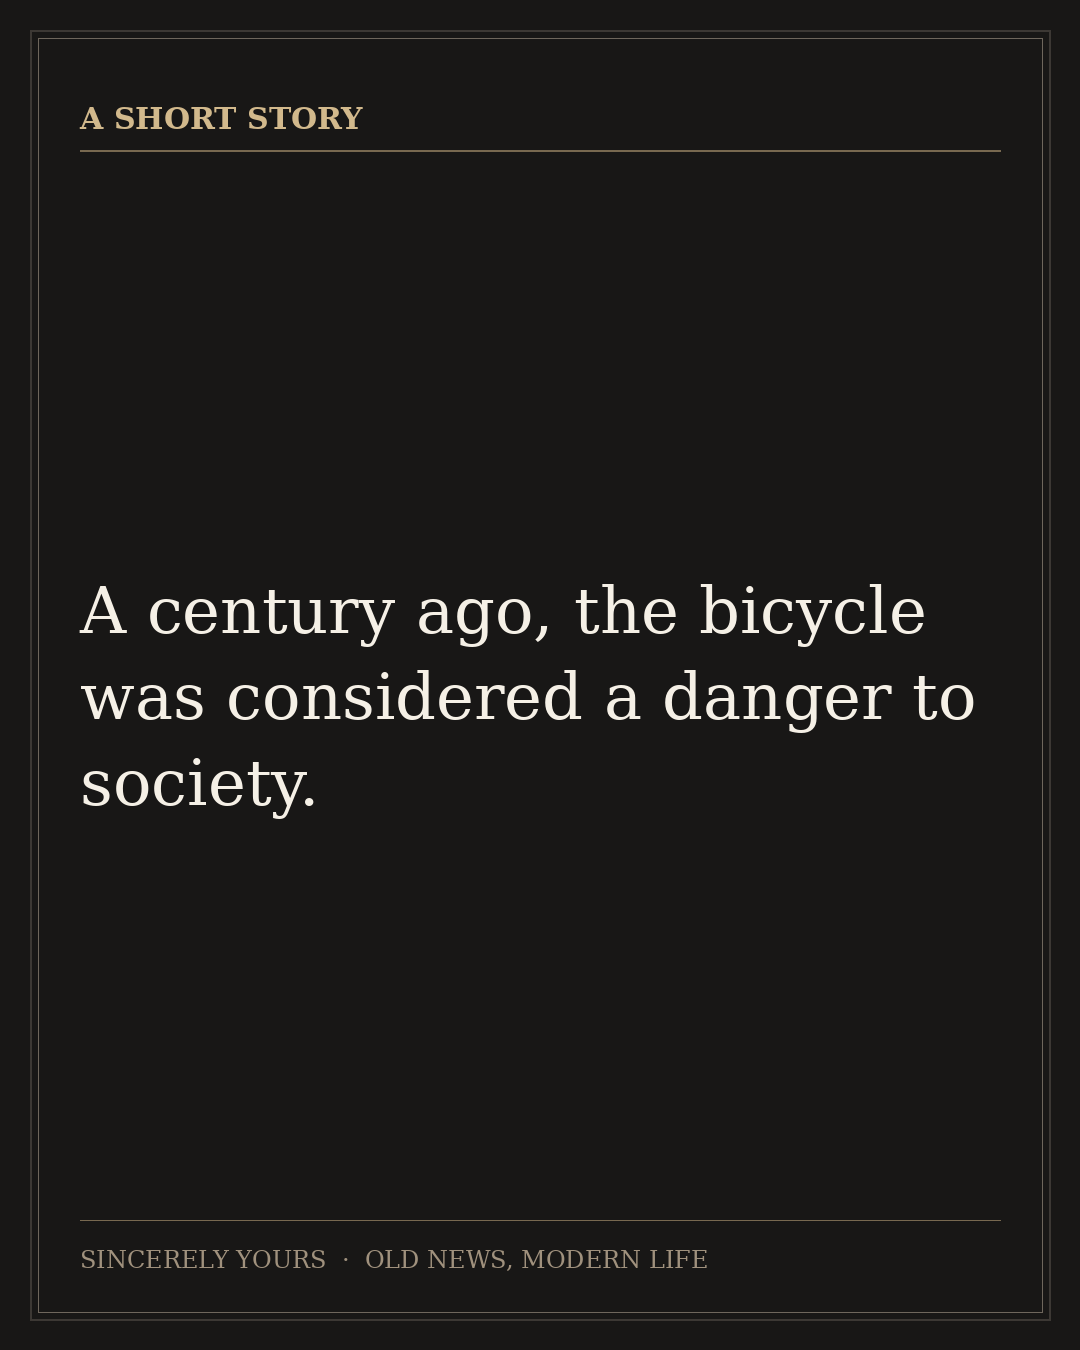 A SHORT STORY
A century ago, the bicycle
was considered a danger to
society.
SINCERELY YOURS · OLD NEWS, MODERN LIFE